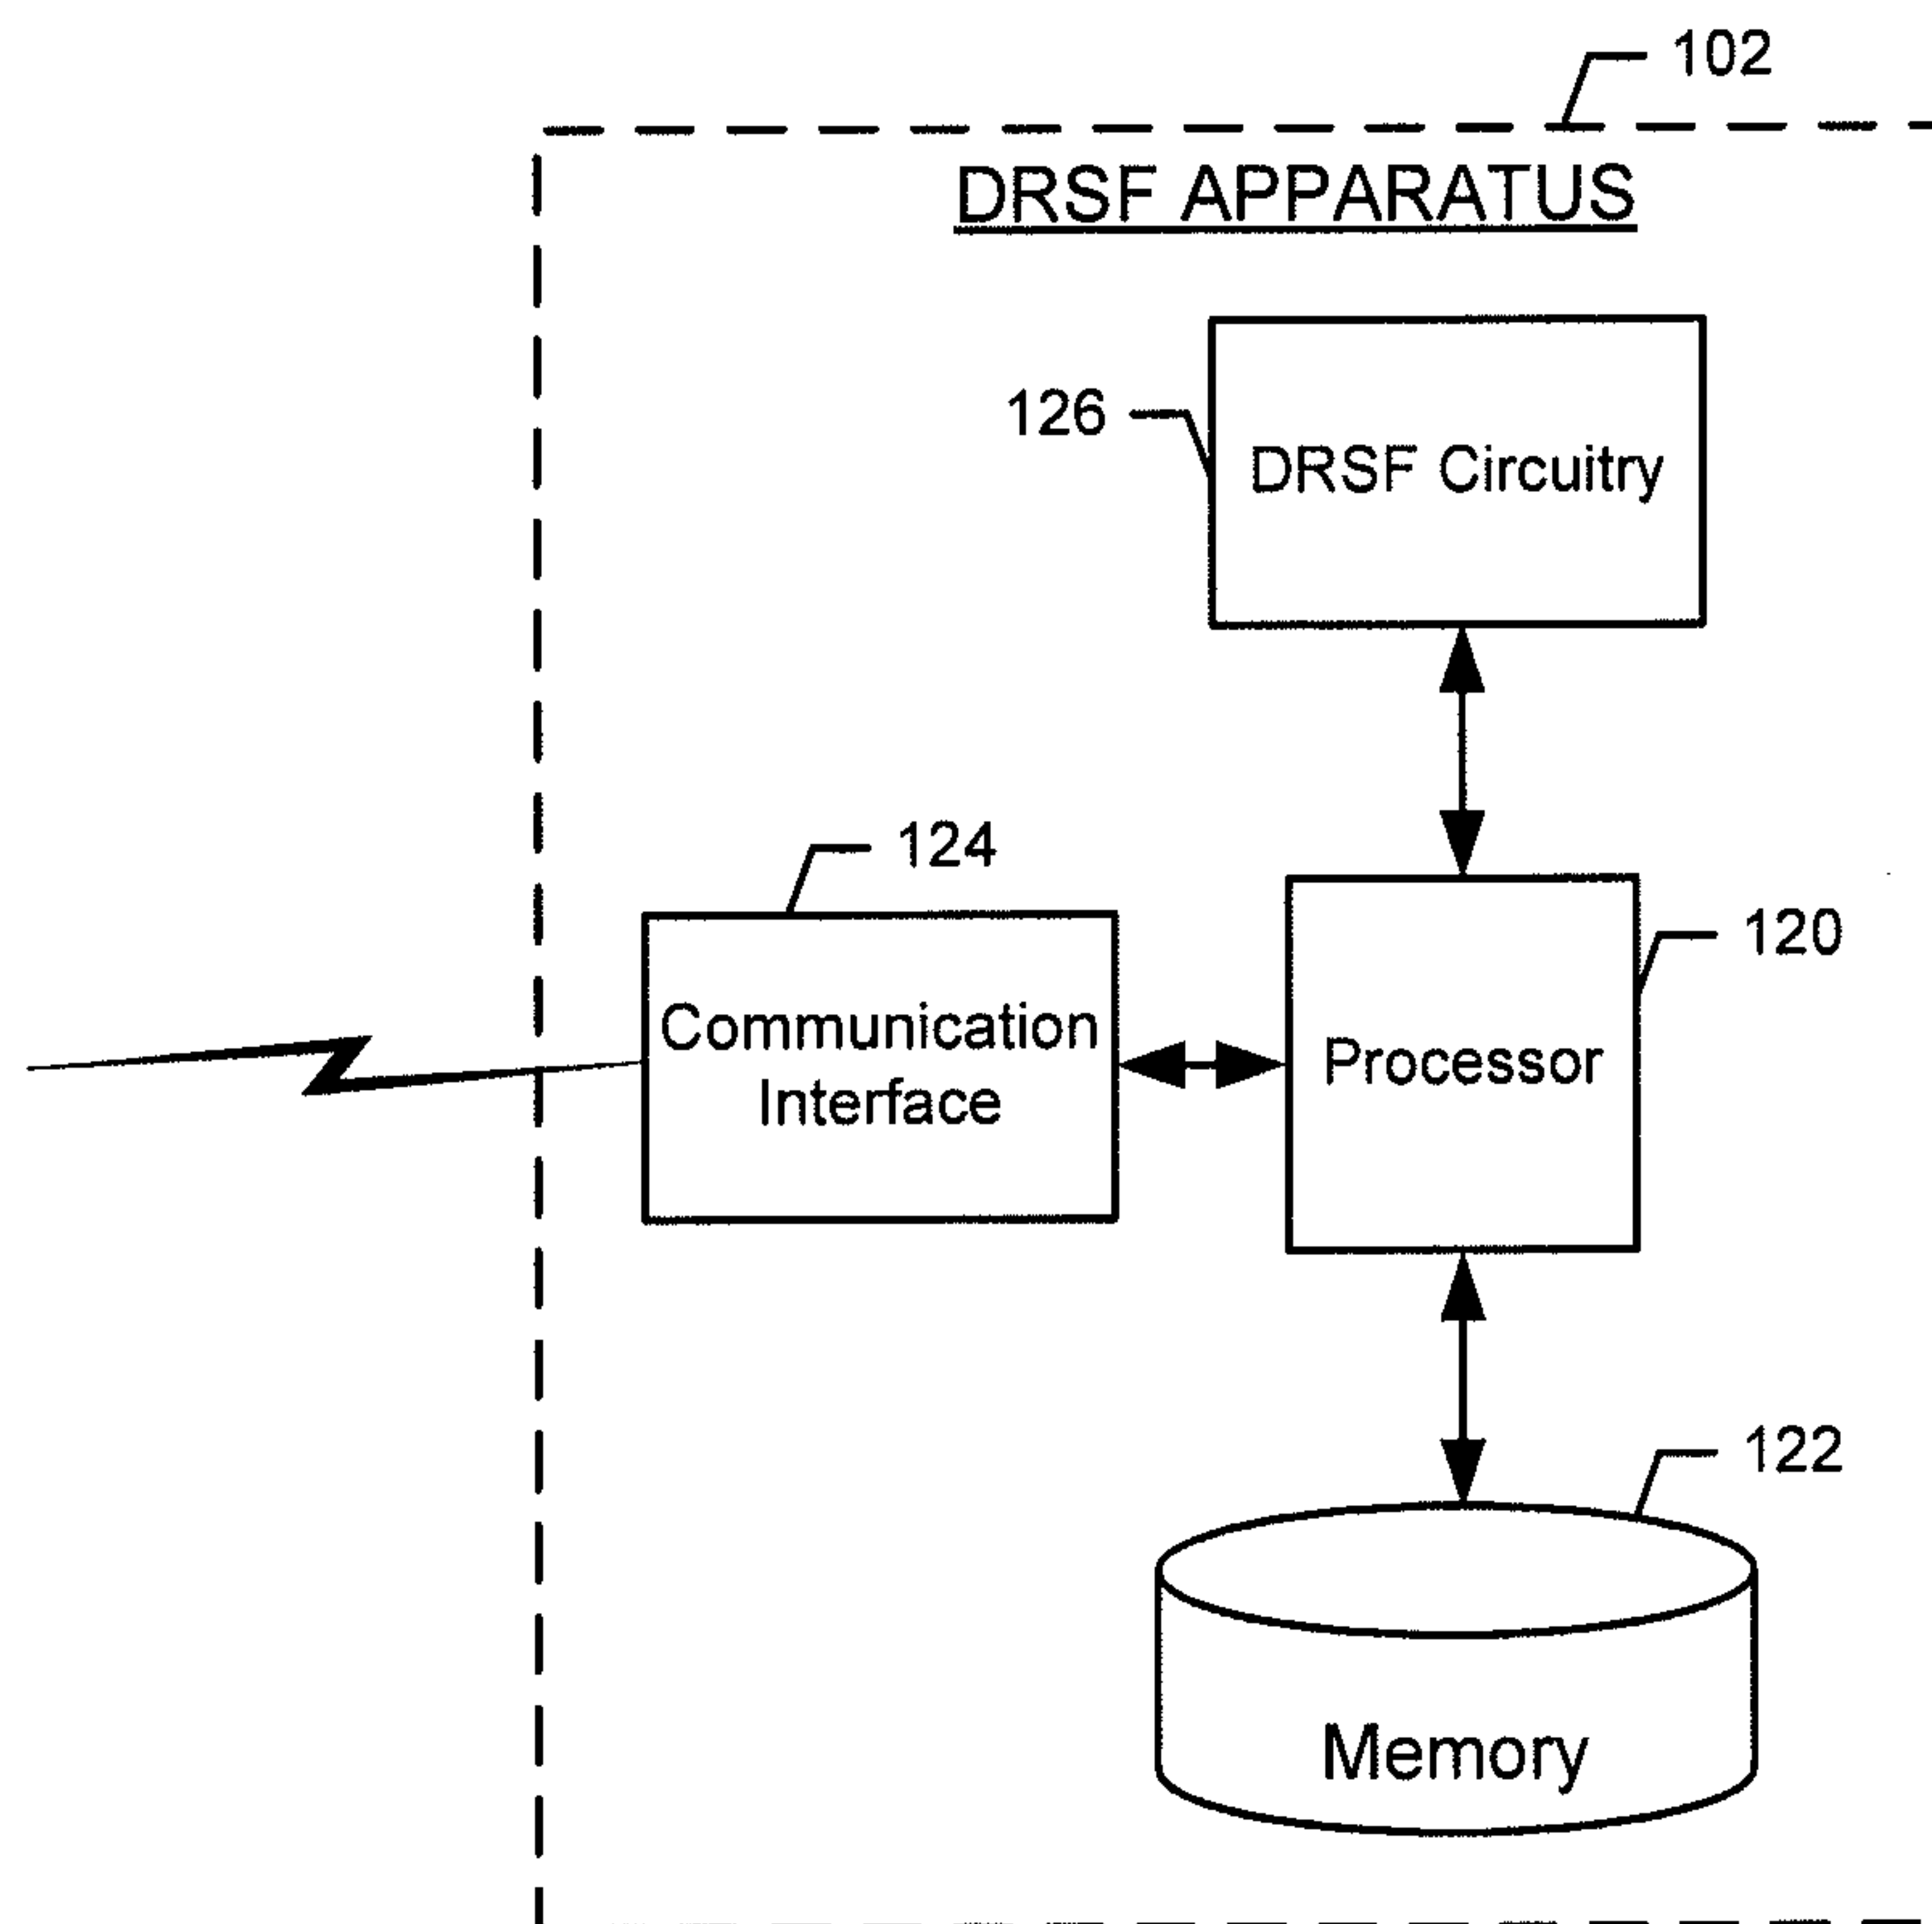 102
DRSF APPARATUS
126
DRSF Circuitry
124
120
Communication
Interface
Processor
122
Memory